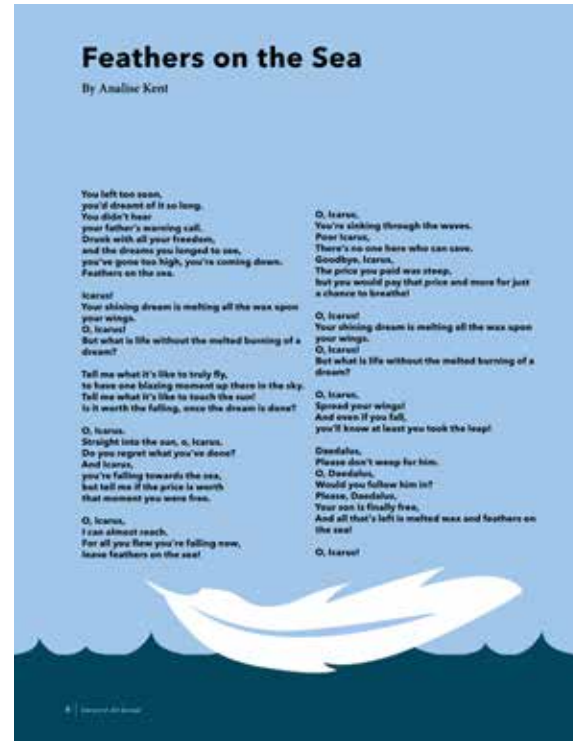 Feathers on the Sea
By Analise Kent
You left too soon,
you'd dreamt of it so long.
You didn't hear
your father's warning call.
Drunk with all your freedom,
and the dreams you longed to see,
you've gone too high, you're coming down.
Feathers on the sea.
Icarus!
Your shining dream is melting all the wax upon
your wings.
O, Icarus!
But what is life without the melted burning of a
dream?
Tell me what it's like to truly fly,
to have one blazing moment up there in the sky.
Tell me what it's like to touch the sun!
Is it worth the falling, once the dream is done?
O, Icarus.
Straight into the sun, o, Icarus.
Do you regret what you've done?
And Icarus,
you're falling towards the sea,
but tell me if the price is worth
that moment you were free.
O, Icarus,
I can almost reach.
For all you flew you're falling now,
leave feathers on the sea!
O, Icarus,
You're sinking through the waves.
Poor Icarus,
There's no one here who can save.
Goodbye, Icarus,
The price you paid was steep,
but you would pay that price and more for just
a chance to breathe!
O, Icarus!
Your shining dream is melting all the wax upon
your wings.
O, Icarus!
But what is life without the melted burning of a
dream?
O, Icarus,
Spread your wings!
And even if you fall,
you'll know at least you took the leap!
Daedalus,
Please don't weep for him.
O, Daedalus,
Would you follow him in?
Please, Daedalus,
Your son is finally free,
And all that's left is melted wax and feathers on
the sea!
O, Icarus!